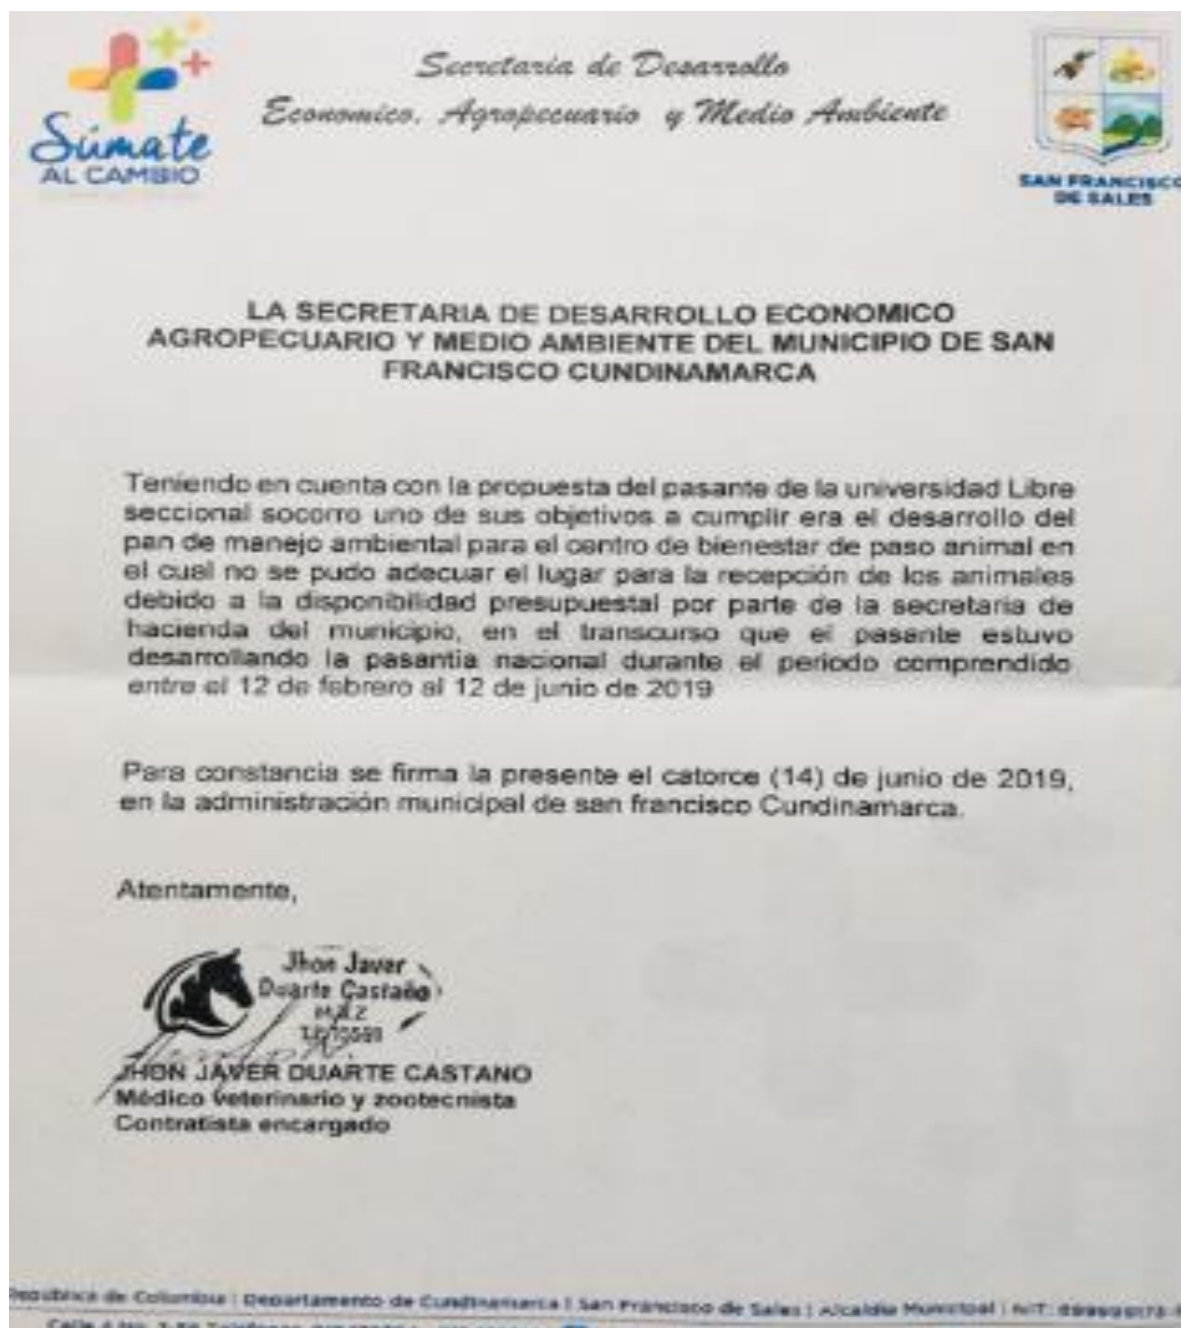 Súmate
AL CAMBIO
Secretaria de Desarrollo
Economico, Agropecuario y Medio Ambiente
SAN FRANCISCO
DE SALES
LA SECRETARIA DE DESARROLLO ECONOMICO
AGROPECUARIO Y MEDIO AMBIENTE DEL MUNICIPIO DE SAN
FRANCISCO CUNDINAMARCA
Teniendo en cuenta con la propuesta del pasante de la universidad Libre
seccional socorro uno de sus objetivos a cumplir era el desarrollo del
pan de manejo ambiental para el centro de bienestar de paso animal en
el cual no se pudo adecuar el lugar para la recepción de los animales
debido a la disponibilidad presupuestal por parte de la secretaria de
hacienda del municipio, en el transcurso que el pasante estuvo
desarrollando la pasantia nacional durante el periodo comprendido
entre el 12 de febrero al 12 de junio de 2019
Para constancia se firma la presente el catorce (14) de junio de 2019,
en la administración municipal de san francisco Cundinamarca.
Atentamente,
Jhon Javer
Duarte Castaño
JHON JAVER DUARTE CASTANO
Médico veterinario y zootecnista
Contratista encargado
República de Colombia | Departamento de Cundinamarca | San Francisco de Sales | Alcaldía Municipal | NIT: